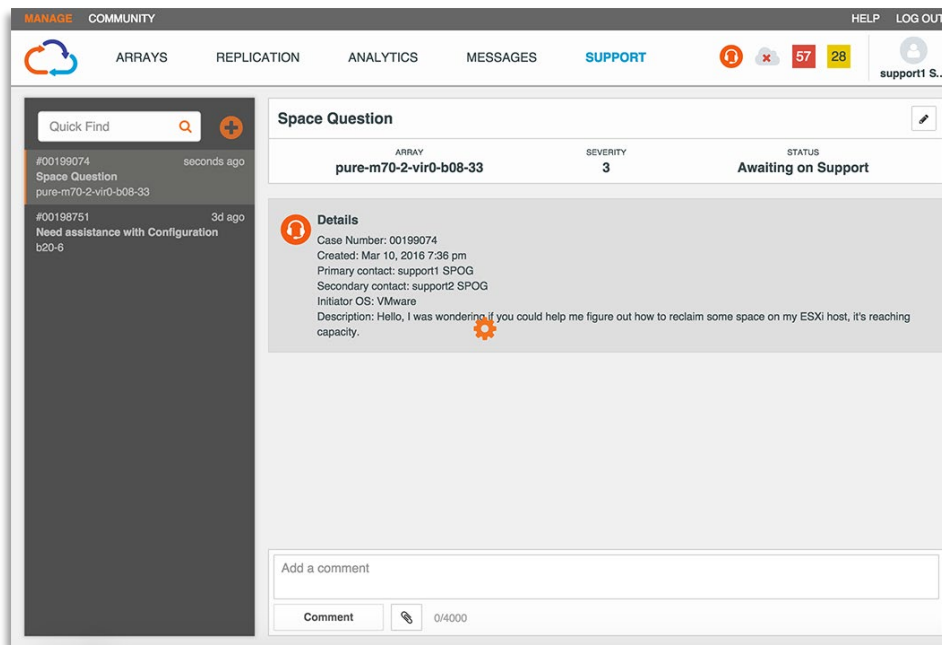 MANAGE COMMUNITY HELP LOG OUT
ARRAYS REPLICATION ANALYTICS MESSAGES SUPPORT 57 28
support1 S...
Quick Find
#00199074 seconds ago
Space Question
pure-m70-2-vir0-b08-33
#00198751 3d ago
Need assistance with Configuration
b20-6
Space Question
ARRAY SEVERITY STATUS
pure-m70-2-vir0-b08-33 3 Awaiting on Support
Details
Case Number: 00199074
Created: Mar 10, 2016 7:36 pm
Primary contact: support1 SPOG
Secondary contact: support2 SPOG
Initiator OS: VMware
Description: Hello, I was wondering if you could help me figure out how to reclaim some space on my ESXi host, it's reaching
capacity.
Add a comment
Comment 0/4000